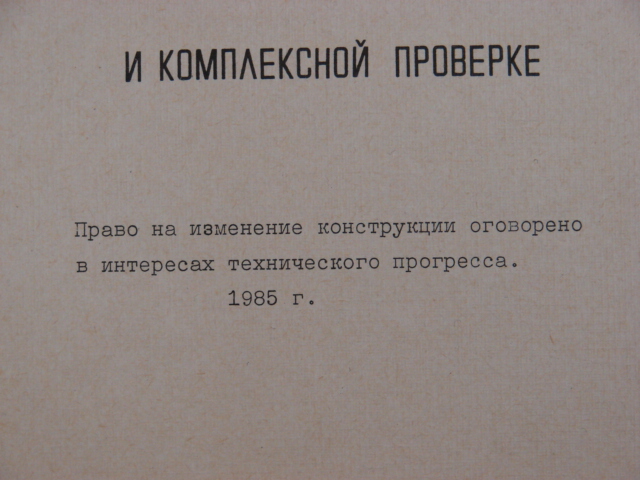 И КОМПЛЕКСНОЙ ПРОВЕРКЕ
Право на изменение конструкции оговорено
в интересах технического прогресса.
1985 г.